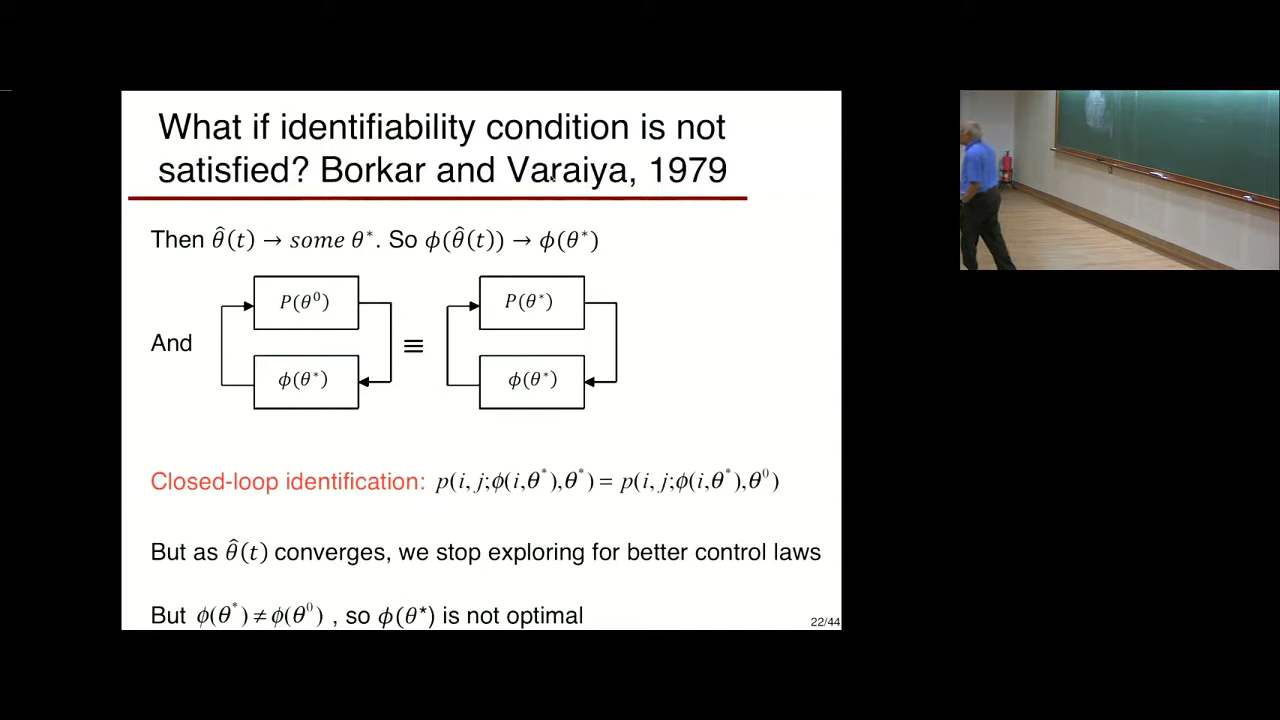 What if identifiability condition is not
satisfied? Borkar and Varaiya, 1979
Then θ̂(t) → some θ*. So ϕ(θ̂(t)) → ϕ(θ*)
P(θ⁰)
P(θ*)
And
≡
ϕ(θ*)
ϕ(θ*)
Closed-loop identification: p(i, j;ϕ(i,θ*),θ*) = p(i, j;ϕ(i,θ*),θ⁰)
But as θ̂(t) converges, we stop exploring for better control laws
But ϕ(θ*) ≠ ϕ(θ⁰) , so ϕ(θ*) is not optimal
22/44